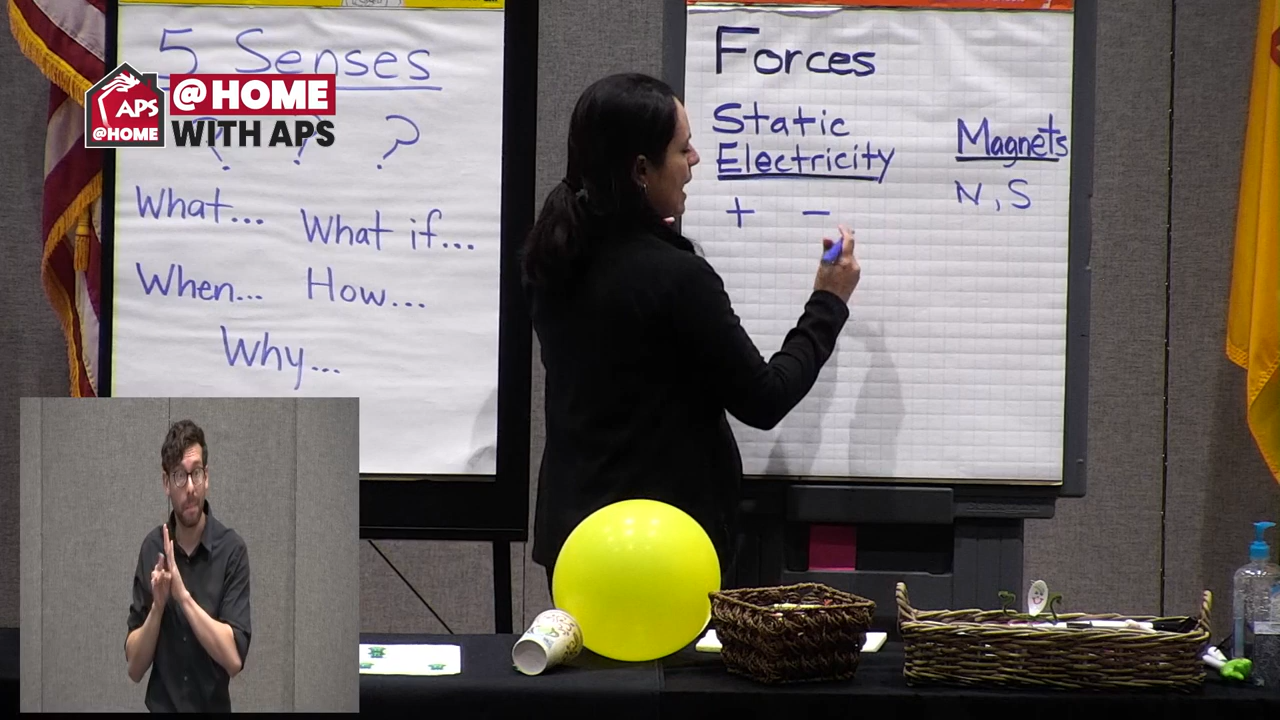 5 Senses
? ? ?
What... What if...
When... How...
Why...
APS
@HOME
@HOME
WITH APS
Forces
Static
Electricity
+ −
Magnets
N, S